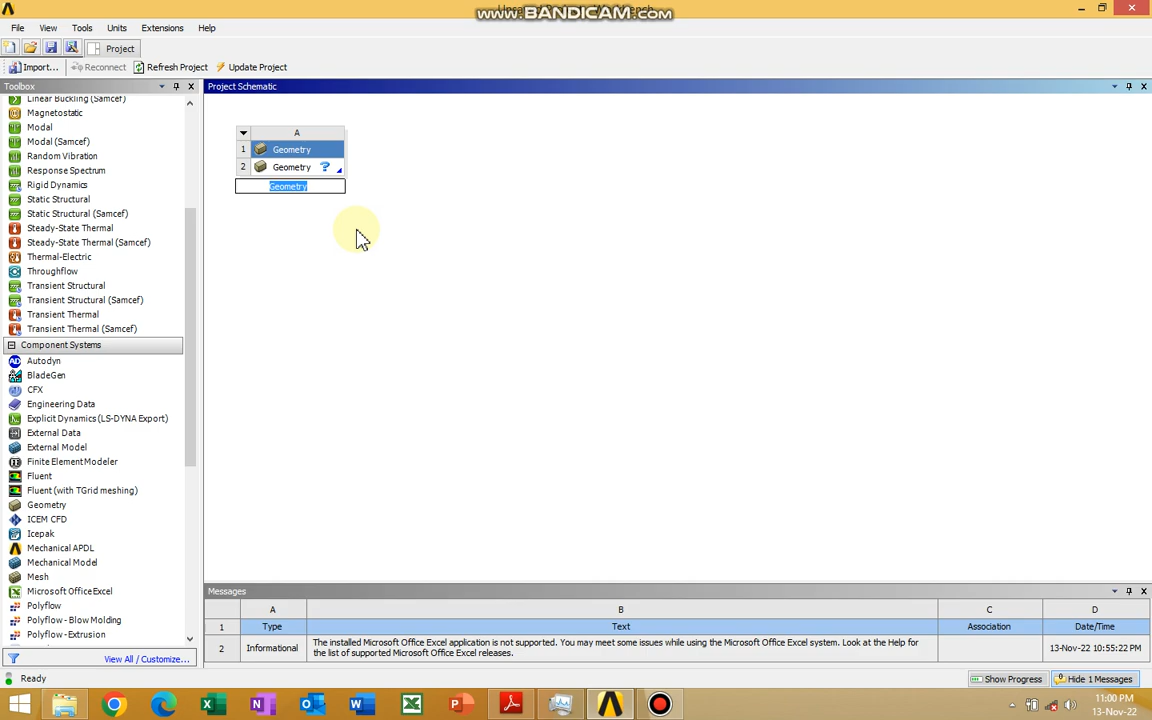 www.BANDICAM.com
File View Tools Units Extensions Help
Project
Import... Reconnect Refresh Project Update Project
Toolbox
Linear Buckling (Samcef)
Magnetostatic
Modal
Modal (Samcef)
Random Vibration
Response Spectrum
Rigid Dynamics
Static Structural
Static Structural (Samcef)
Steady-State Thermal
Steady-State Thermal (Samcef)
Thermal-Electric
Throughflow
Transient Structural
Transient Structural (Samcef)
Transient Thermal
Transient Thermal (Samcef)
Component Systems
Autodyn
BladeGen
CFX
Engineering Data
Explicit Dynamics (LS-DYNA Export)
External Data
External Model
Finite Element Modeler
Fluent
Fluent (with TGrid meshing)
Geometry
ICEM CFD
Icepak
Mechanical APDL
Mechanical Model
Mesh
Microsoft Office Excel
Polyflow
Polyflow - Blow Molding
Polyflow -Extrusion
View All / Customize...
Project Schematic
A
1 Geometry
2 Geometry ?
Geometry
Messages
A B C D
1 Type Text Association Date/Time
2 Informational The installed Microsoft Office Excel application is not supported. You may meet some issues while using the Microsoft Office Excel system. Look at the Help for
the list of supported Microsoft Office Excel releases.
13-Nov-22 10:55:22 PM
Ready
Show Progress Hide 1 Messages
11:00 PM
13-Nov-22